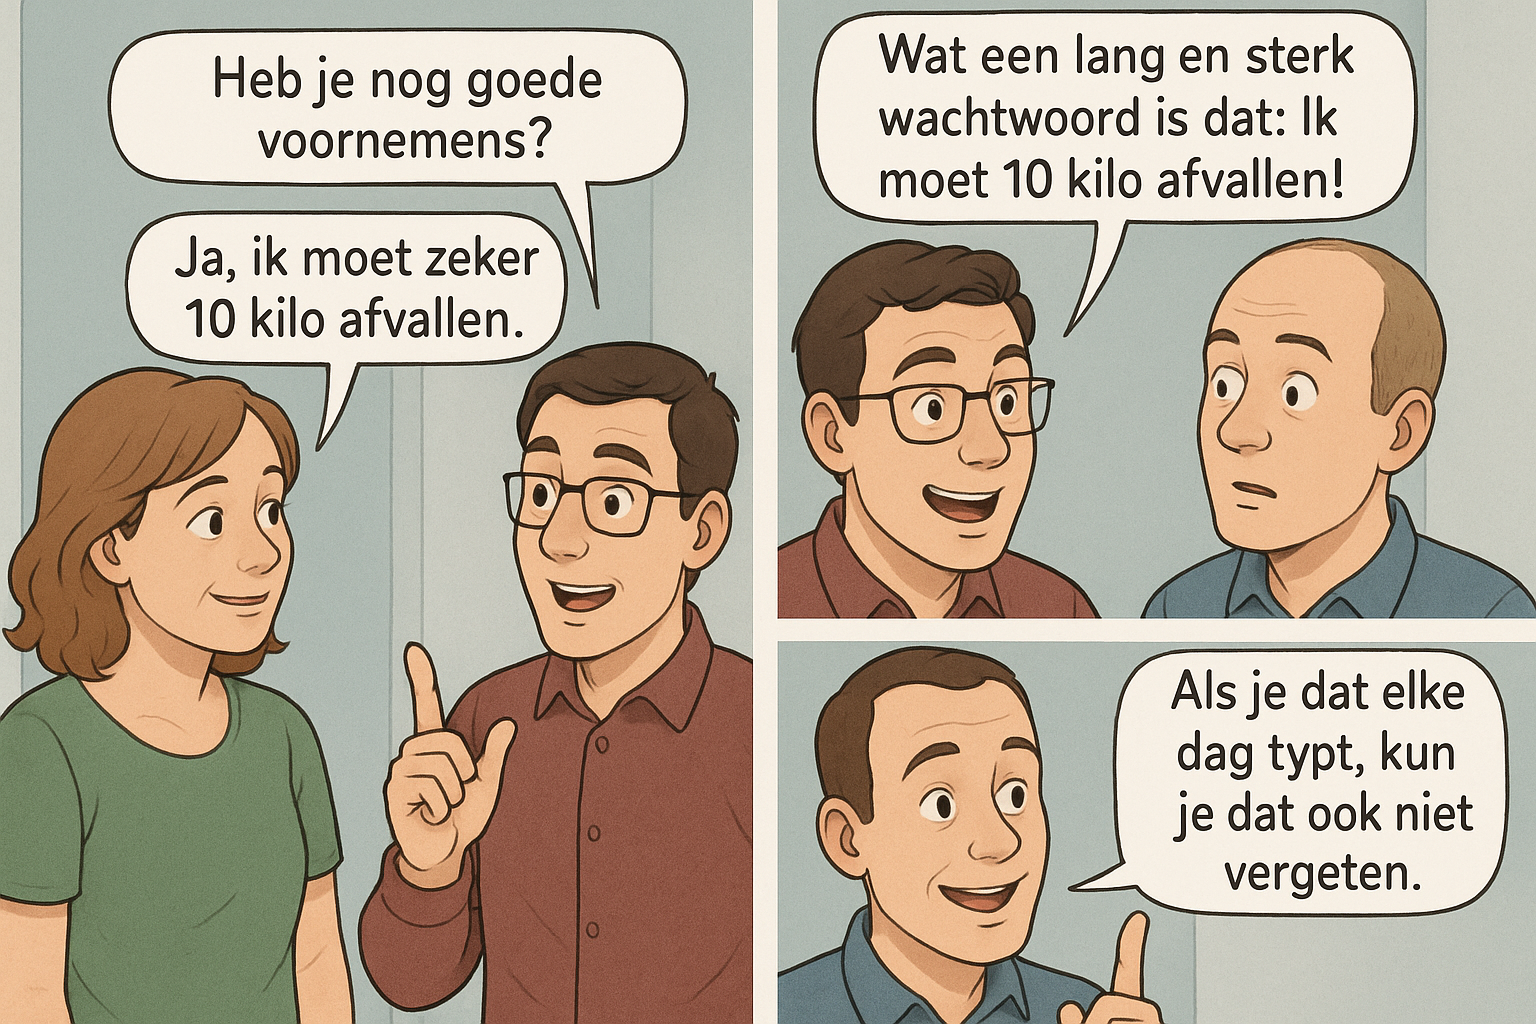 Heb je nog goede
voornemens?
Ja, ik moet zeker
10 kilo afvallen.
Wat een lang en sterk
wachtwoord is dat: Ik
moet 10 kilo afvallen!
Als je dat elke
dag typt, kun
je dat ook niet
vergeten.